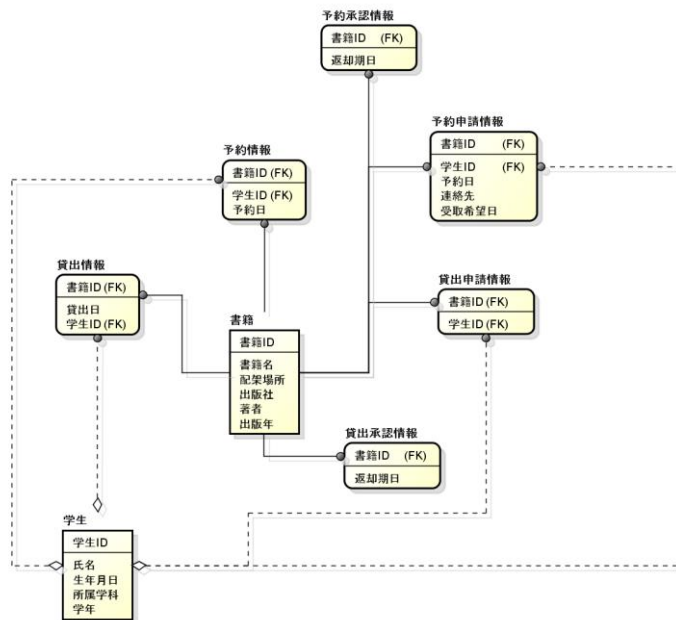 予約承認情報
書籍ID (FK)
返却期日
予約申請情報
書籍ID (FK)
学生ID (FK)
予約日
連絡先
受取希望日
予約情報
書籍ID (FK)
学生ID (FK)
予約日
貸出情報
書籍ID (FK)
貸出日
学生ID (FK)
貸出申請情報
書籍ID (FK)
学生ID (FK)
書籍
書籍ID
書籍名
配架場所
出版社
著者
出版年
貸出承認情報
書籍ID (FK)
返却期日
学生
学生ID
氏名
生年月日
所属学科
学年